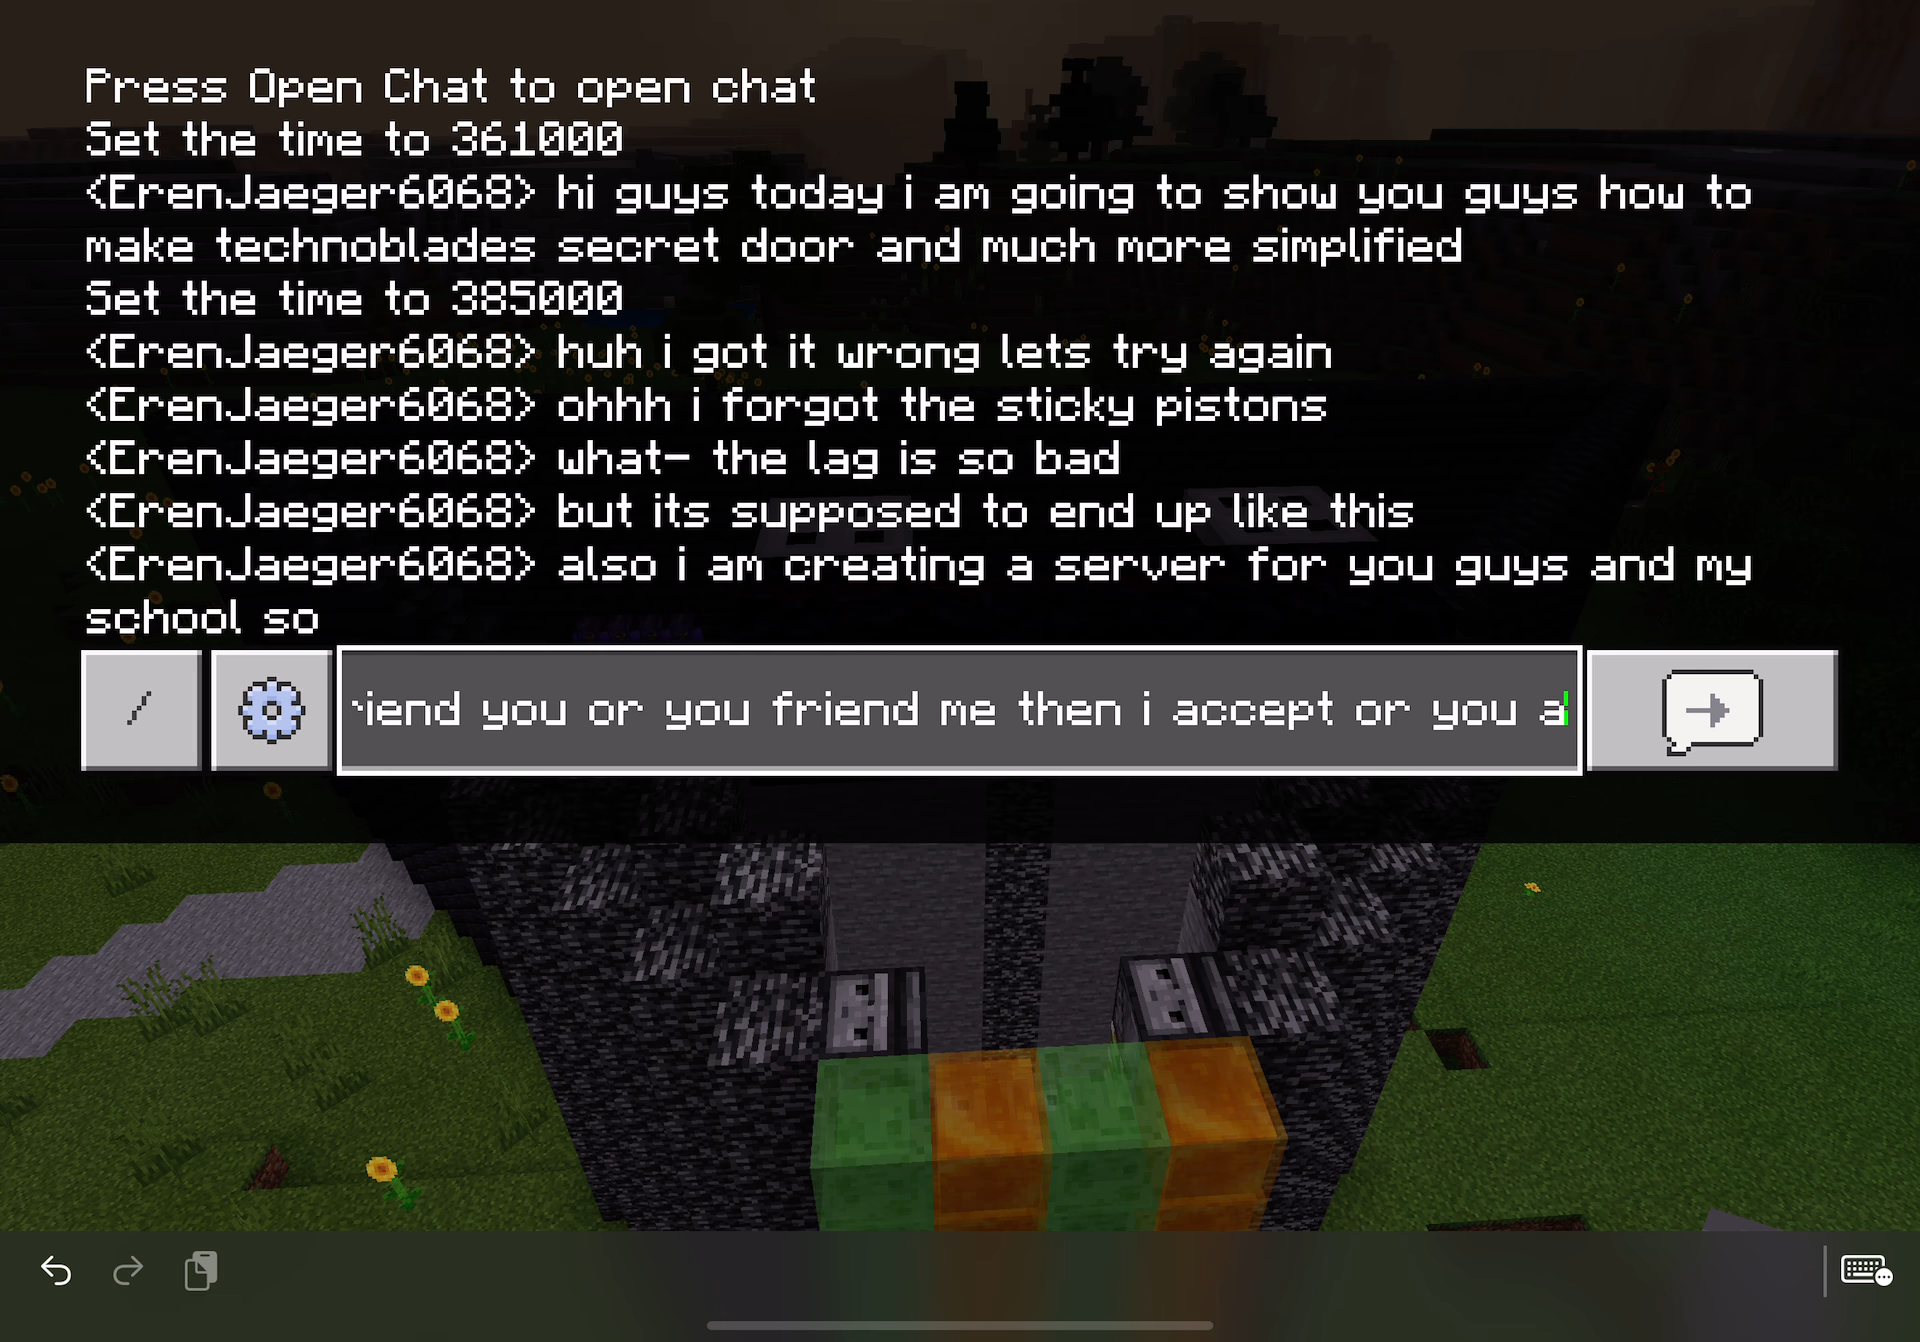 Press Open Chat to open chat
Set the time to 361000
<ErenJaeger6068> hi guys today i am going to show you guys how to
make technoblades secret door and much more simplified
Set the time to 385000
<ErenJaeger6068> huh i got it wrong lets try again
<ErenJaeger6068> ohhh i forgot the sticky pistons
<ErenJaeger6068> what- the lag is so bad
<ErenJaeger6068> but its supposed to end up like this
<ErenJaeger6068> also i am creating a server for you guys and my
school so
/ iend you or you friend me then i accept or you a